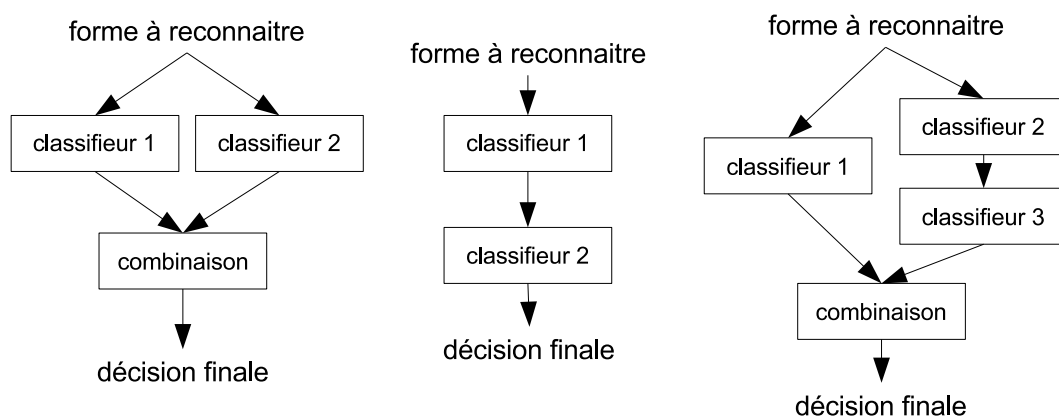 forme à reconnaitre
classifieur 1
classifieur 2
combinaison
décision finale
forme à reconnaitre
classifieur 1
classifieur 2
décision finale
forme à reconnaitre
classifieur 1
classifieur 2
classifieur 3
combinaison
décision finale